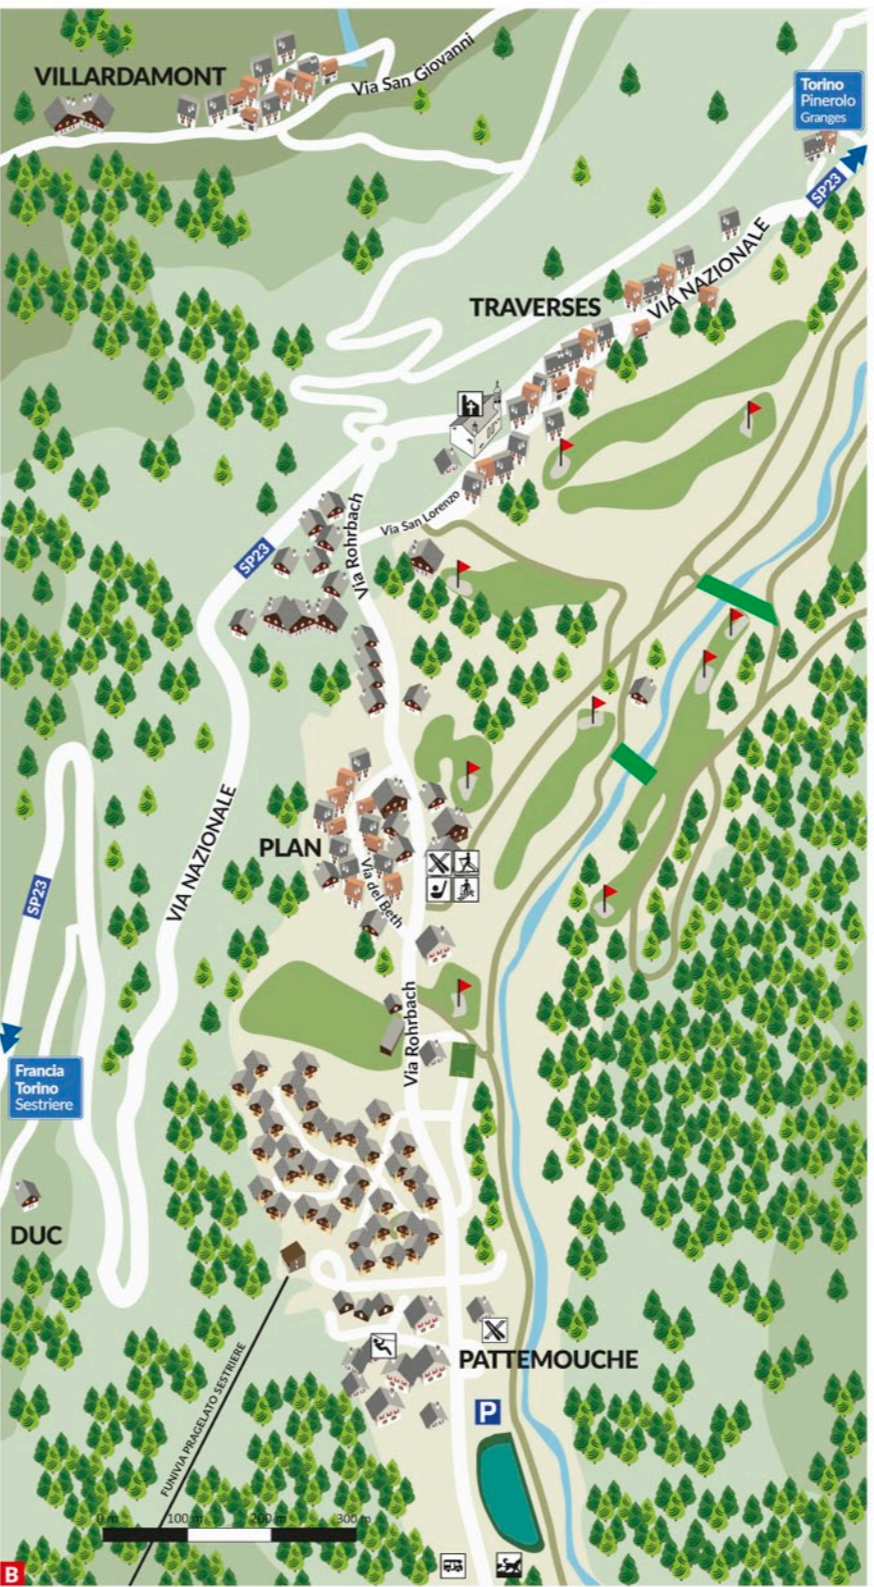 VILLARDAMONT
Via San Giovanni
Torino
Pinerolo
Granges
SP23
VIA NAZIONALE
TRAVERSES
Via San Lorenzo
Via Rohrbach
SP23
VIA NAZIONALE
PLAN
Via del Beth
SP23
Via Rohrbach
Francia
Torino
Sestriere
DUC
FUNIVIA PRAGELATO SESTRIERE
PATTEMOUCHE
P
0 m 100 m 200 m 300 m
B